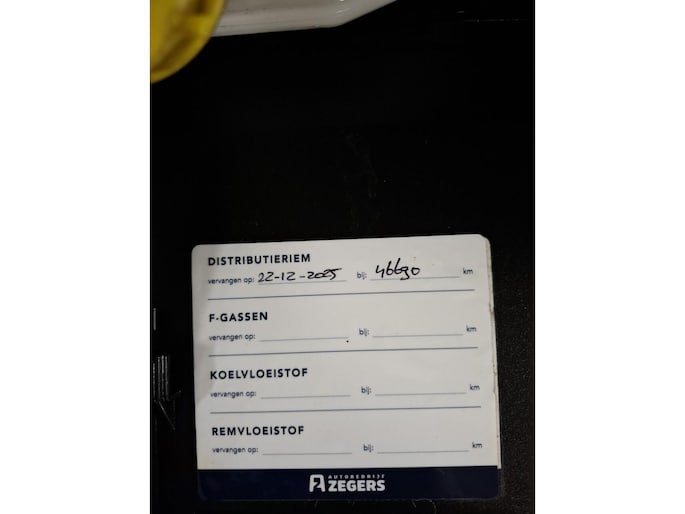 DISTRIBUTIERIEM
vervangen op: 22-12-2025 bij: 46690 km
F-GASSEN
vervangen op: bij: km
KOELVLOEISTOF
vervangen op: bij: km
REMVLOEISTOF
vervangen op: bij: km
AUTOBEDRIJF
ZEGERS